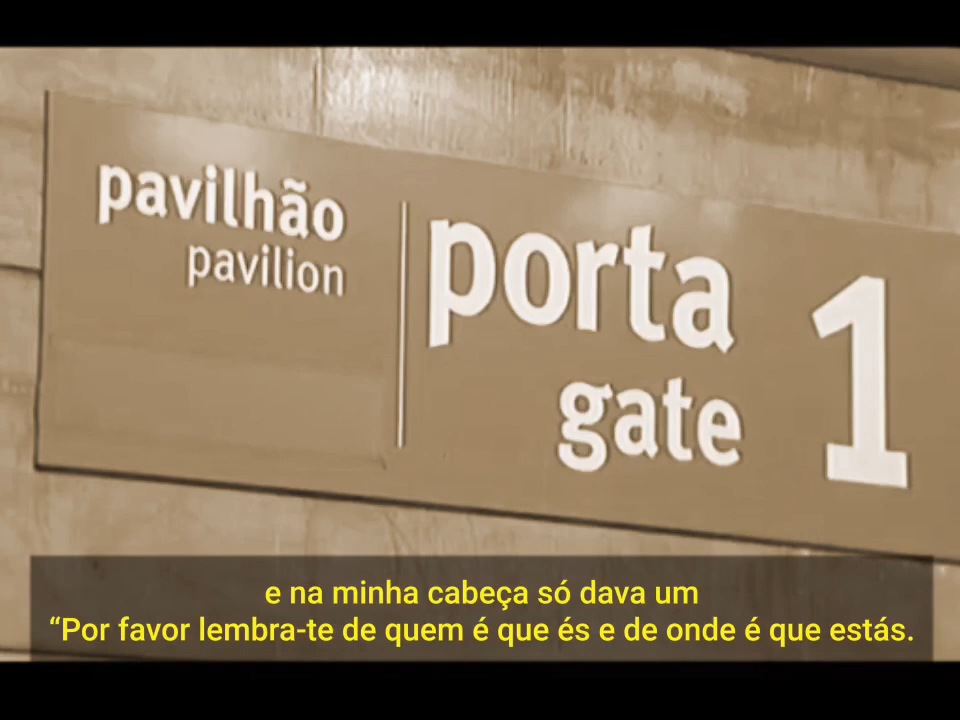 pavilhão
pavilion
porta
gate
1
e na minha cabeça só dava um
“Por favor lembra-te de quem é que és e de onde é que estás.